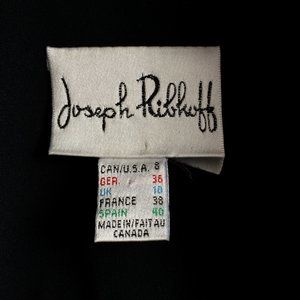 Joseph Ribkoff
CAN/U.S.A. 8
GER. 36
UK 10
FRANCE 38
SPAIN 40
MADE IN/FAIT AU
CANADA